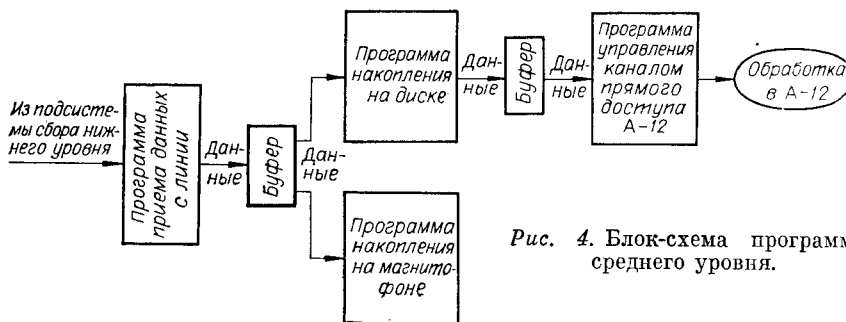 Из подсисте-
мы сбора ниж-
него уровня
Программа
приема данных
с линии
Дан-
ные
Буфер
Дан-
ные
Программа
накопления
на диске
Дан-
ные
Буфер
Дан-
ные
Программа
управления
каналом
прямого
доступа
А-12
Обработка
в А-12
Программа
накопления
на магнито-
фоне
Рис. 4. Блок-схема программ
среднего уровня.